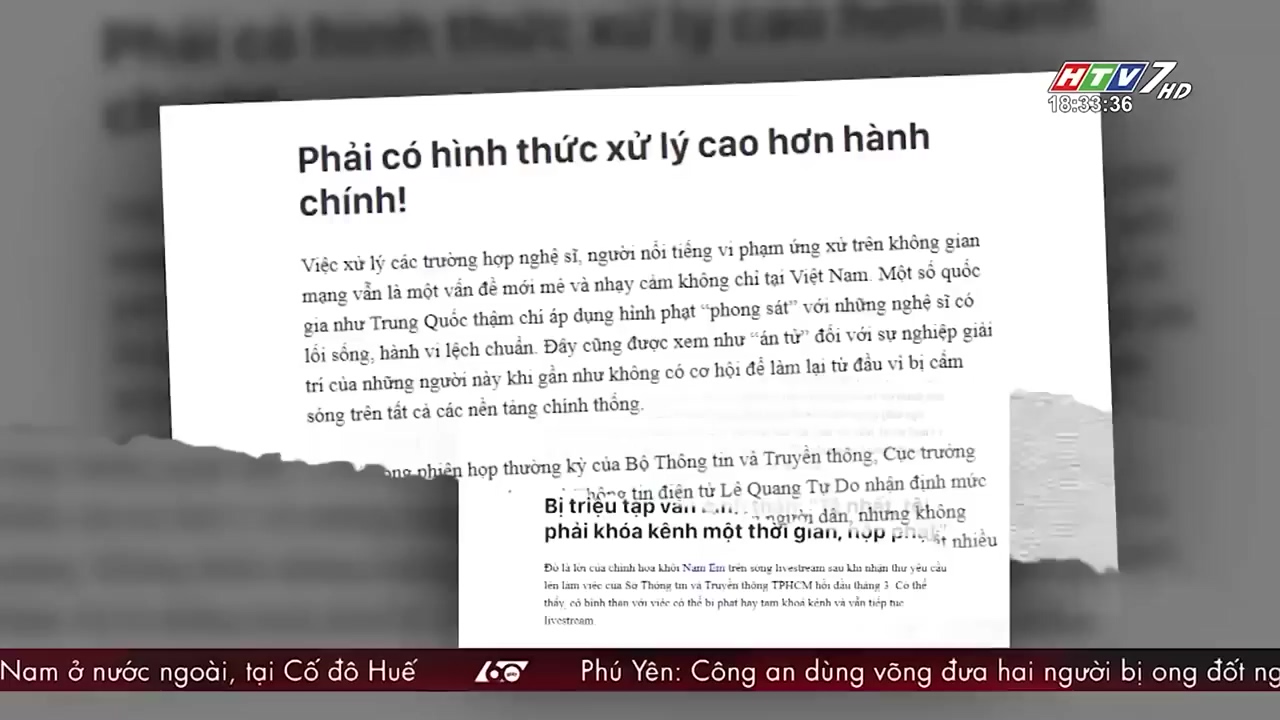 HTV7 HD
18:33:36
Phải có hình thức xử lý cao hơn hành
chính!
Việc xử lý các trường hợp nghệ sĩ, người nổi tiếng vi phạm ứng xử trên không gian
mạng vẫn là một vấn đề mới mẻ và nhạy cảm không chỉ tại Việt Nam. Một số quốc
gia như Trung Quốc thậm chí áp dụng hình phạt “phong sát” với những nghệ sĩ có
lối sống, hành vi lệch chuẩn. Đây cũng được xem như “án tử” đối với sự nghiệp giải
trí của những người này khi gần như không có cơ hội để làm lại từ đầu vì bị cấm
sóng trên tất cả các nền tảng chính thống.
phiên họp thường kỳ của Bộ Thông tin và Truyền thông, Cục trưởng
tin điện tử Lê Quang Tự Do nhận định mức
người dân, nhưng không
nhiều
Bị triệu tập vẫn
phải khóa kênh một thời gian, nộp
Đó là lời của chính hoa khôi Nam Em trên sóng livestream sau khi nhận thư yêu cầu
lên làm việc của Sở Thông tin và Truyền thông TPHCM hồi đầu tháng 3. Có thể
thấy, cô bình thản với việc có thể bị phạt hay tạm khoá kênh và vẫn tiếp tục
livestream.
Nam ở nước ngoài, tại Cố đô Huế 60 giây Phú Yên: Công an dùng võng đưa hai người bị ong đốt